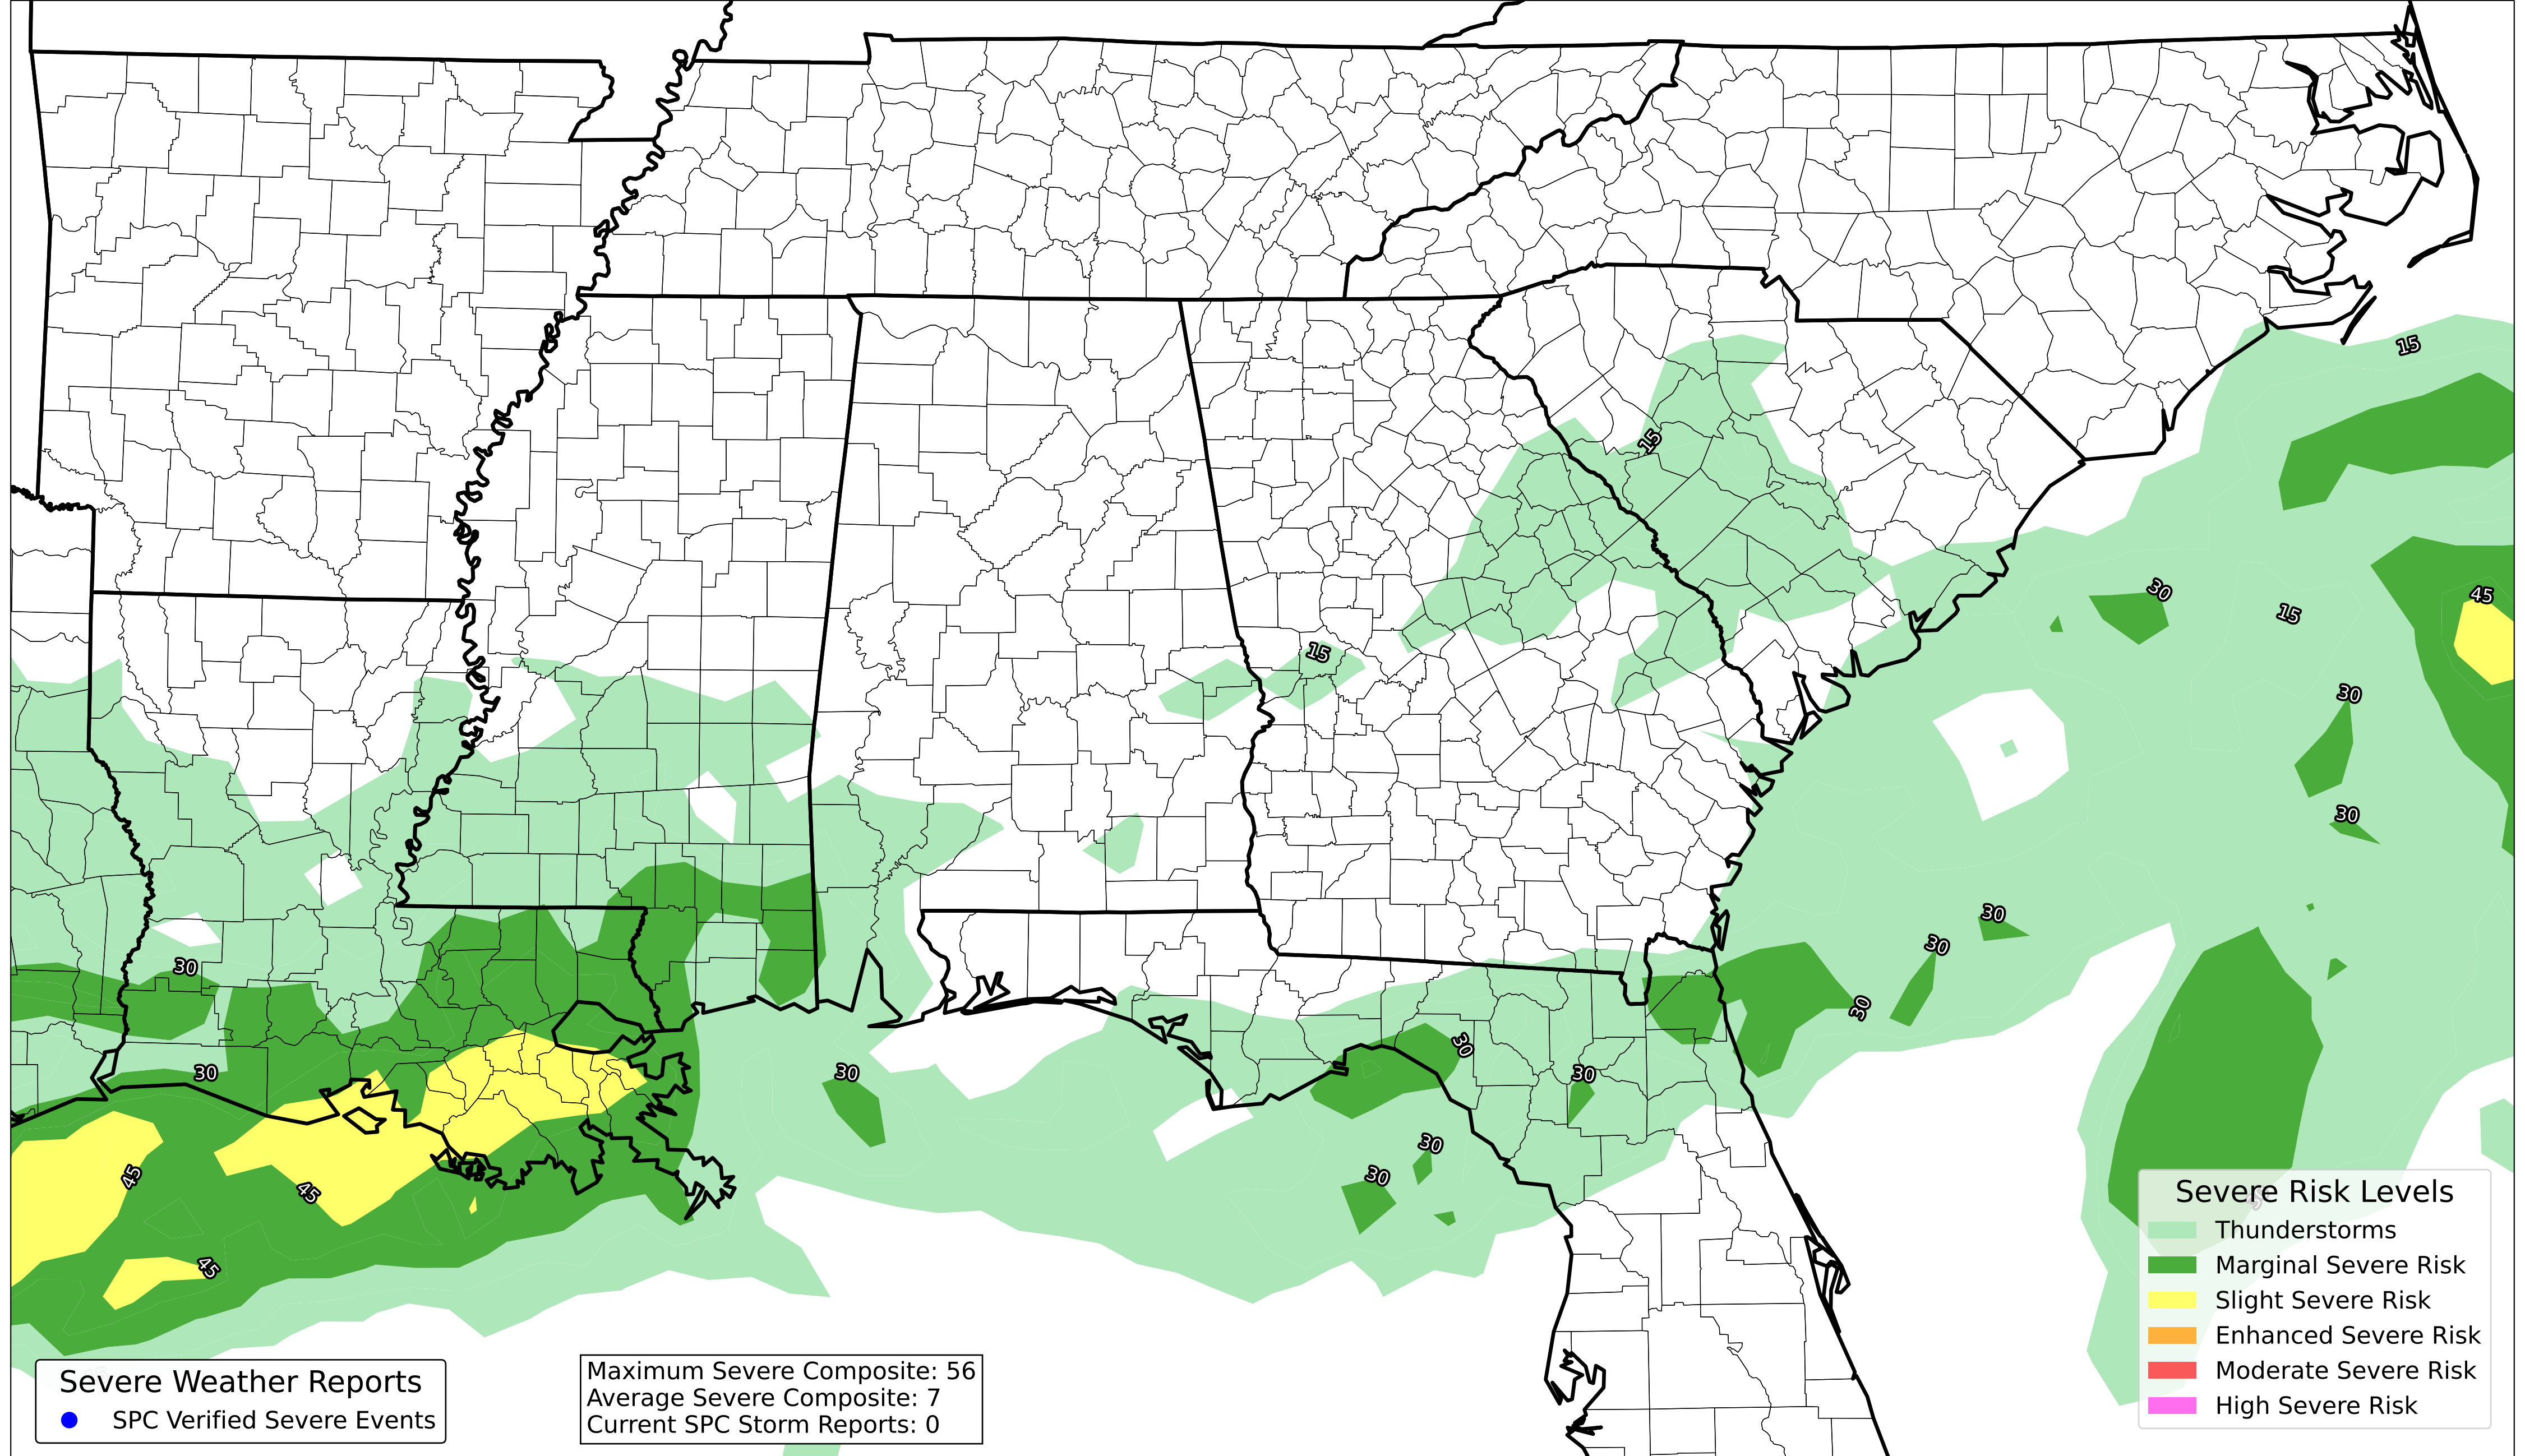 15
15
15
30
45
15
30
30
30
30
30
30
30
30
30
30
30
30
45
45
45
Severe Risk Levels
Thunderstorms
Marginal Severe Risk
Slight Severe Risk
Enhanced Severe Risk
Moderate Severe Risk
High Severe Risk
Severe Weather Reports
SPC Verified Severe Events
Maximum Severe Composite: 56
Average Severe Composite: 7
Current SPC Storm Reports: 0